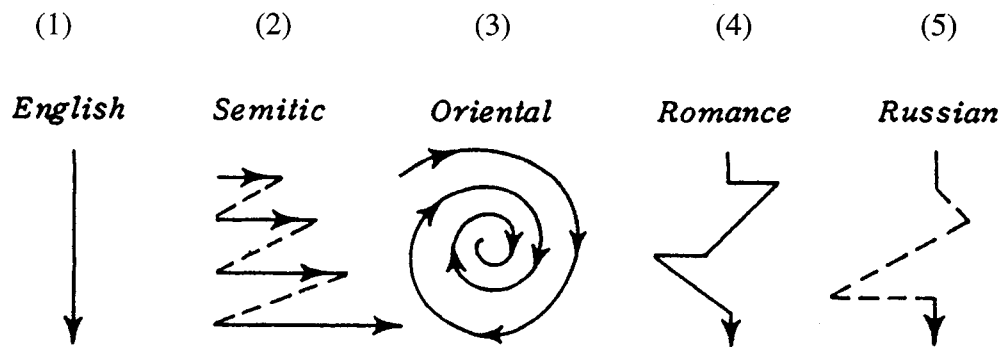 (1) (2) (3) (4) (5)
English Semitic Oriental Romance Russian